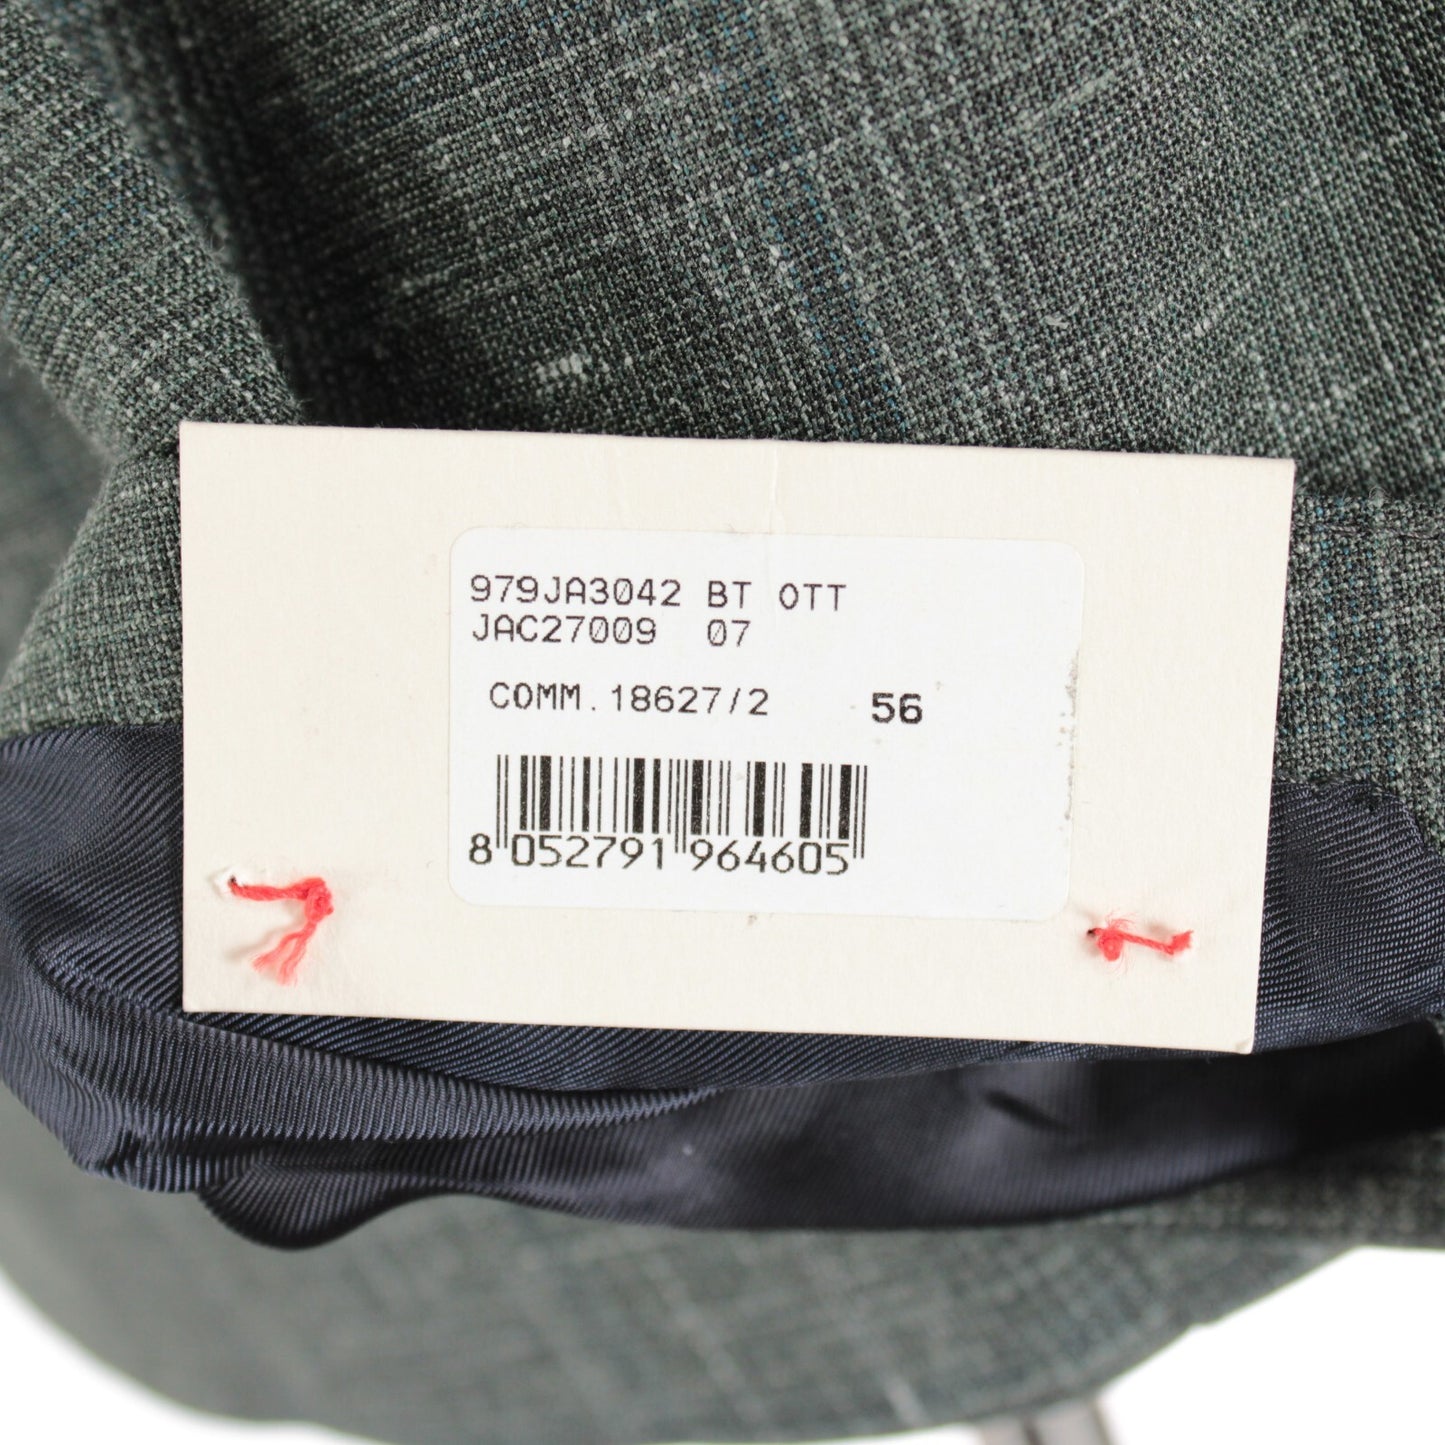 979JA3042 BT OTT
JAC27009 07
COMM.18627/2 56
8 052791 964605